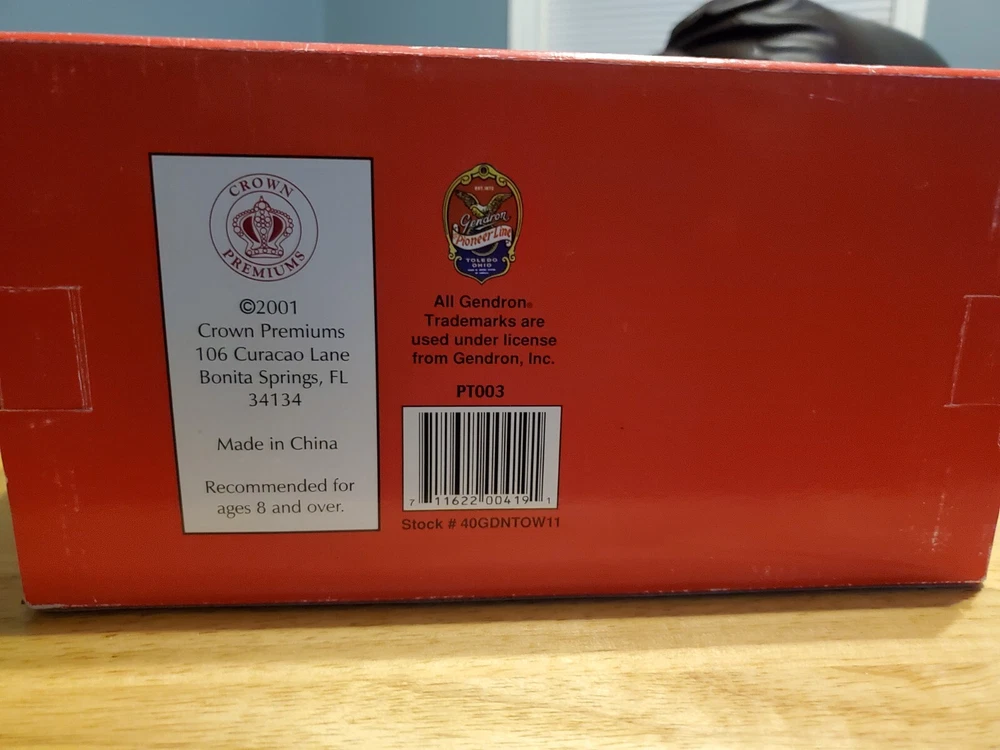 CROWN
PREMIUMS
©2001
Crown Premiums
106 Curacao Lane
Bonita Springs, FL
34134
Made in China
Recommended for
ages 8 and over.
EST. 1872
Gendron
Pioneer Line
TOLEDO
OHIO
All Gendron®
Trademarks are
used under license
from Gendron, Inc.
PT003
7 11622 00419 1
Stock # 40GDNTOW11